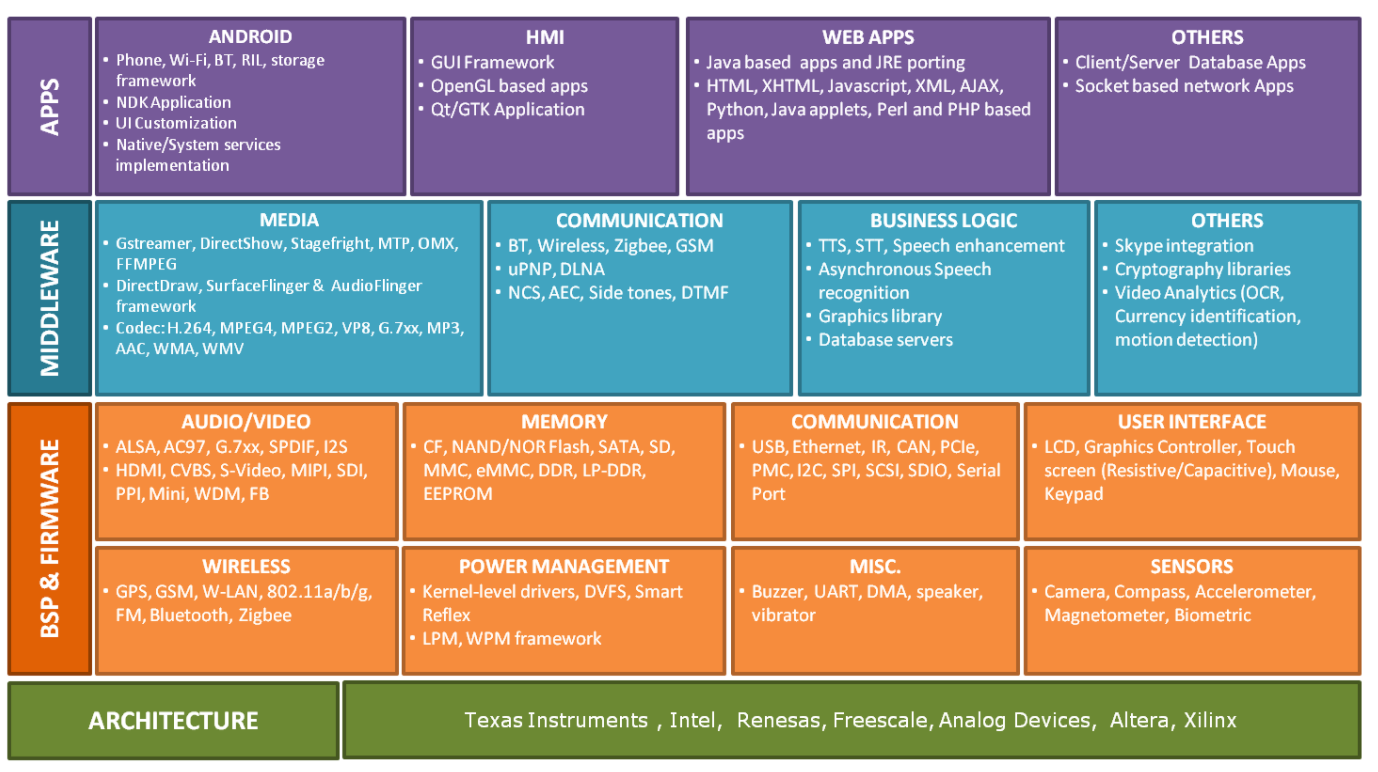 APPS
ANDROID
• Phone, Wi-Fi, BT, RIL, storage
framework
• NDK Application
• UI Customization
• Native/System services
implementation
HMI
• GUI Framework
• OpenGL based apps
• Qt/GTK Application
WEB APPS
• Java based apps and JRE porting
• HTML, XHTML, Javascript, XML, AJAX,
Python, Java applets, Perl and PHP based
apps
OTHERS
• Client/Server Database Apps
• Socket based network Apps
MIDDLEWARE
MEDIA
• Gstreamer, DirectShow, Stagefright, MTP, OMX,
FFMPEG
• DirectDraw, SurfaceFlinger & AudioFlinger
framework
• Codec: H.264, MPEG4, MPEG2, VP8, G.7xx, MP3,
AAC, WMA, WMV
COMMUNICATION
• BT, Wireless, Zigbee, GSM
• uPNP, DLNA
• NCS, AEC, Side tones, DTMF
BUSINESS LOGIC
• TTS, STT, Speech enhancement
• Asynchronous Speech
recognition
• Graphics library
• Database servers
OTHERS
• Skype integration
• Cryptography libraries
• Video Analytics (OCR,
Currency identification,
motion detection)
BSP & FIRMWARE
AUDIO/VIDEO
• ALSA, AC97, G.7xx, SPDIF, I2S
• HDMI, CVBS, S-Video, MIPI, SDI,
PPI, Mini, WDM, FB
MEMORY
• CF, NAND/NOR Flash, SATA, SD,
MMC, eMMC, DDR, LP-DDR,
EEPROM
COMMUNICATION
• USB, Ethernet, IR, CAN, PCIe,
PMC, I2C, SPI, SCSI, SDIO, Serial
Port
USER INTERFACE
• LCD, Graphics Controller, Touch
screen (Resistive/Capacitive), Mouse,
Keypad
WIRELESS
• GPS, GSM, W-LAN, 802.11a/b/g,
FM, Bluetooth, Zigbee
POWER MANAGEMENT
• Kernel-level drivers, DVFS, Smart
Reflex
• LPM, WPM framework
MISC.
• Buzzer, UART, DMA, speaker,
vibrator
SENSORS
• Camera, Compass, Accelerometer,
Magnetometer, Biometric
ARCHITECTURE
Texas Instruments , Intel, Renesas, Freescale, Analog Devices, Altera, Xilinx